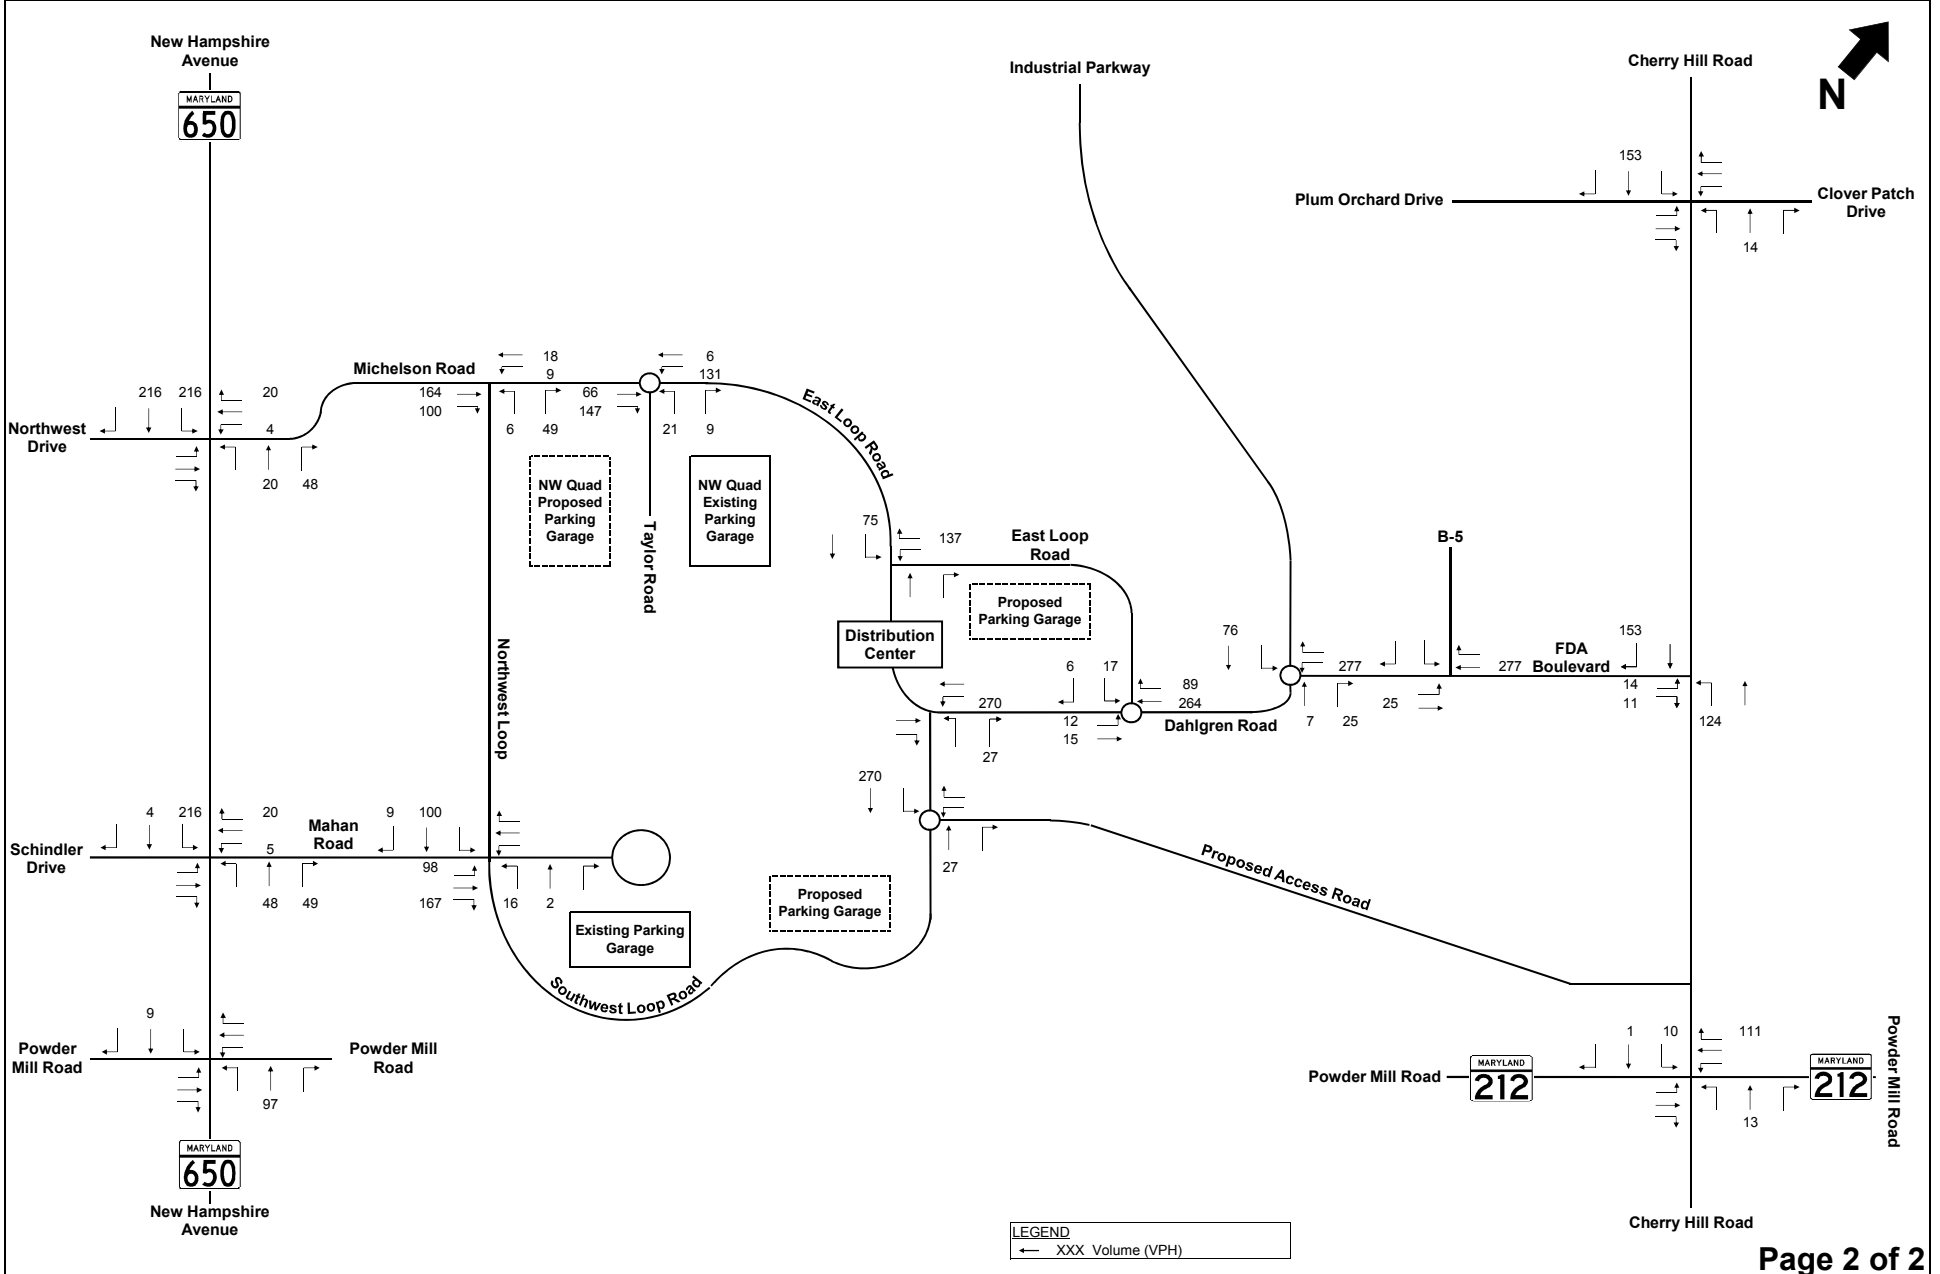 New Hampshire
Avenue
MARYLAND
650
Industrial Parkway
Cherry Hill Road
N
153
Plum Orchard Drive
Clover Patch
Drive
14
Michelson Road
18
9
6
131
164
100
66
147
6
49
21
9
216
216
20
4
Northwest
Drive
20
48
East Loop Road
NW Quad
Proposed
Parking
Garage
NW Quad
Existing
Parking
Garage
Taylor Road
75
137
East Loop
Road
Proposed
Parking Garage
B-5
Distribution
Center
Northwest Loop
76
153
FDA
Boulevard
6
17
89
264
277
277
270
12
15
14
11
25
7
25
124
Dahlgren Road
27
270
27
4
216
20
5
Mahan
Road
9
100
Schindler
Drive
98
167
48
49
16
2
Proposed
Parking Garage
Existing Parking
Garage
Southwest Loop Road
Proposed Access Road
9
Powder
Mill Road
Powder Mill
Road
97
1
10
111
Powder Mill Road
MARYLAND
212
MARYLAND
212
Powder Mill Road
13
MARYLAND
650
New Hampshire
Avenue
Cherry Hill Road
LEGEND
XXX Volume (VPH)
Page 2 of 2